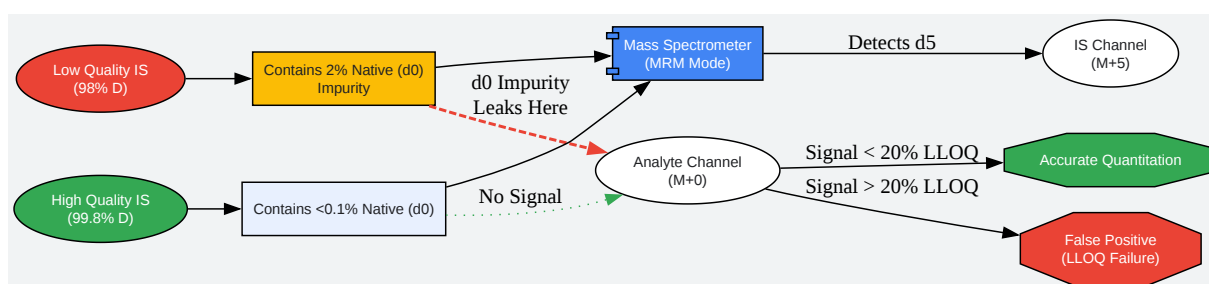 Low Quality IS
(98% D)
Contains 2% Native (d0)
Impurity
d0 Impurity
Leaks Here
Mass Spectrometer
(MRM Mode)
Detects d5
IS Channel
(M+5)
High Quality IS
(99.8% D)
Contains <0.1% Native (d0)
No Signal
Analyte Channel
(M+0)
Signal < 20% LLOQ
Accurate Quantitation
Signal > 20% LLOQ
False Positive
(LLOQ Failure)